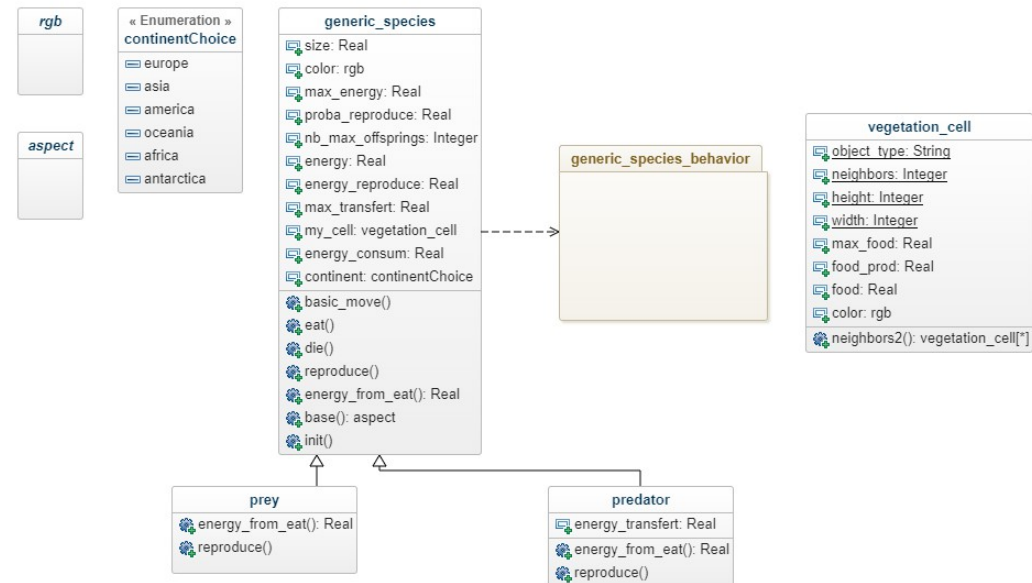 rgb
aspect
« Enumeration »
continentChoice
europe
asia
america
oceania
africa
antarctica
generic_species
size: Real
color: rgb
max_energy: Real
proba_reproduce: Real
nb_max_offsprings: Integer
energy: Real
energy_reproduce: Real
max_transfert: Real
my_cell: vegetation_cell
energy_consum: Real
continent: continentChoice
basic_move()
eat()
die()
reproduce()
energy_from_eat(): Real
base(): aspect
init()
generic_species_behavior
vegetation_cell
object_type: String
neighbors: Integer
height: Integer
width: Integer
max_food: Real
food_prod: Real
food: Real
color: rgb
neighbors2(): vegetation_cell[*]
prey
energy_from_eat(): Real
reproduce()
predator
energy_transfert: Real
energy_from_eat(): Real
reproduce()